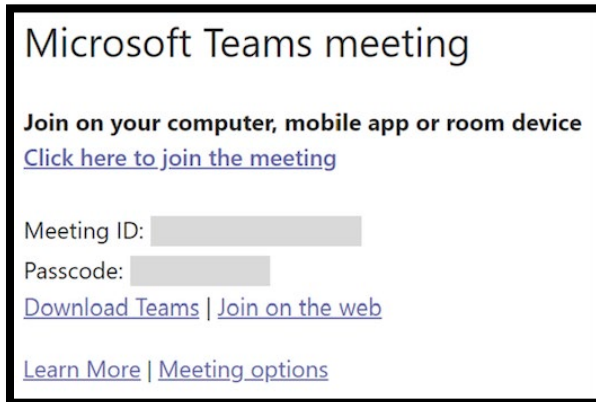 Microsoft Teams meeting
Join on your computer, mobile app or room device
Click here to join the meeting
Meeting ID:
Passcode:
Download Teams | Join on the web
Learn More | Meeting options